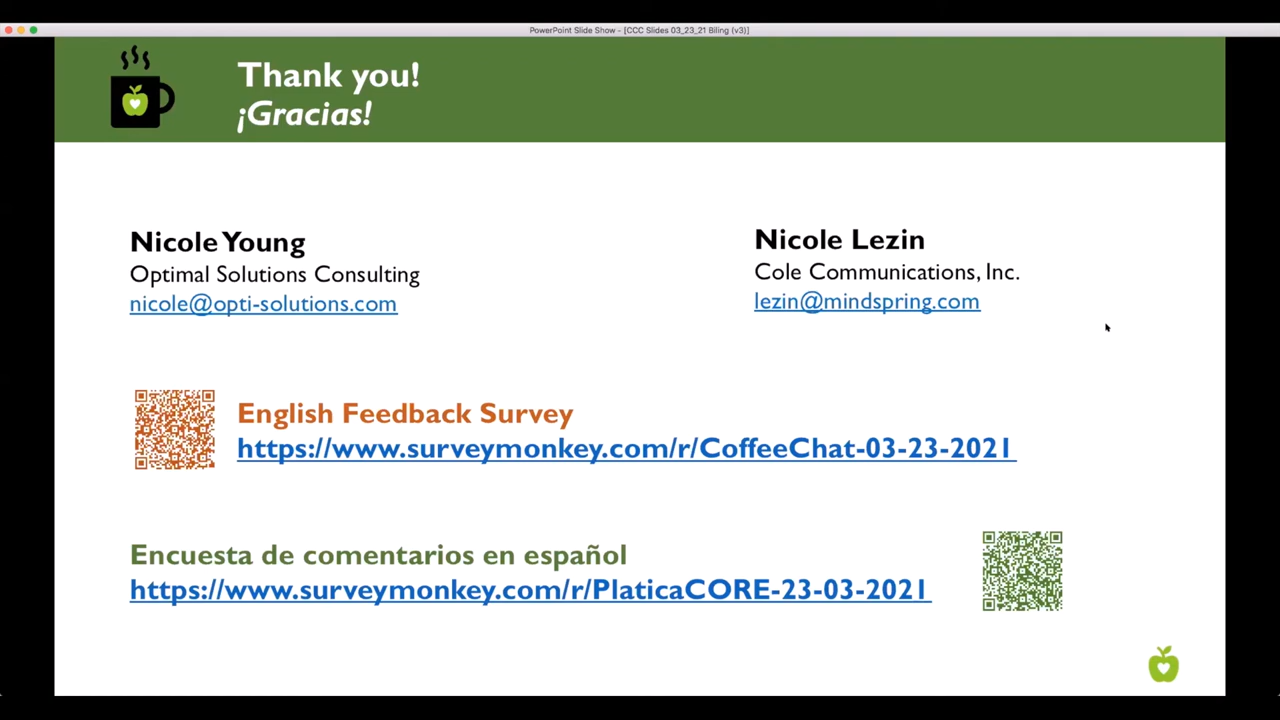 PowerPoint Slide Show - [CCC Slides 03_23_21 Biling (v3)]
Thank you!
¡Gracias!
Nicole Young
Optimal Solutions Consulting
nicole@opti-solutions.com
Nicole Lezin
Cole Communications, Inc.
lezin@mindspring.com
English Feedback Survey
https://www.surveymonkey.com/r/CoffeeChat-03-23-2021
Encuesta de comentarios en español
https://www.surveymonkey.com/r/PlaticaCORE-23-03-2021